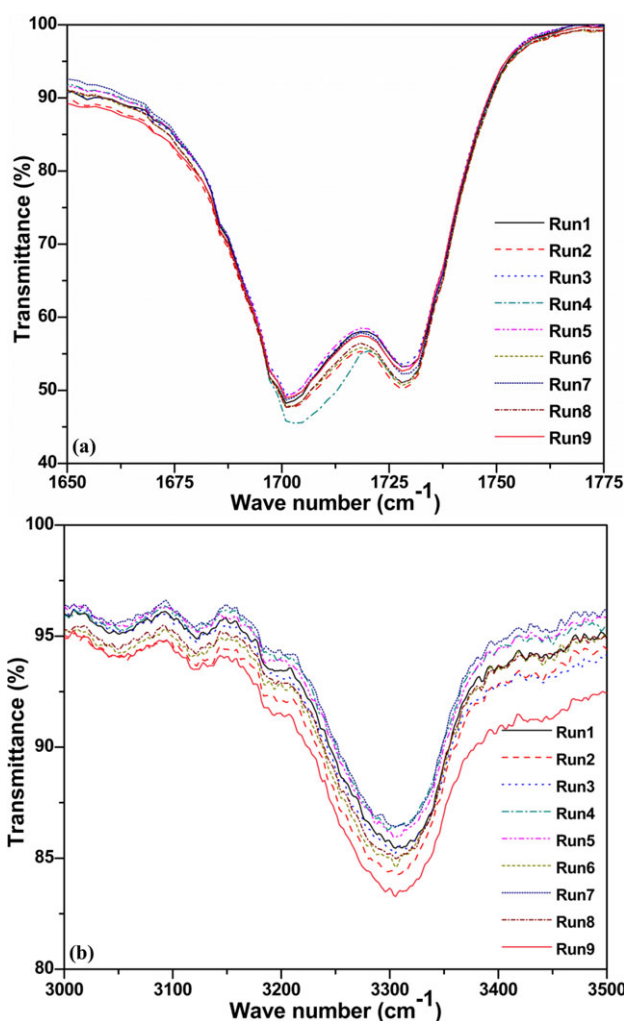 100
90
80
70
60
50
40
Transmittance (%)
Run1
Run2
Run3
Run4
Run5
Run6
Run7
Run8
Run9
(a)
1650 1675 1700 1725 1750 1775
Wave number (cm-1)
100
95
90
85
80
Transmittance (%)
Run1
Run2
Run3
Run4
Run5
Run6
Run7
Run8
Run9
(b)
3000 3100 3200 3300 3400 3500
Wave number (cm-1)